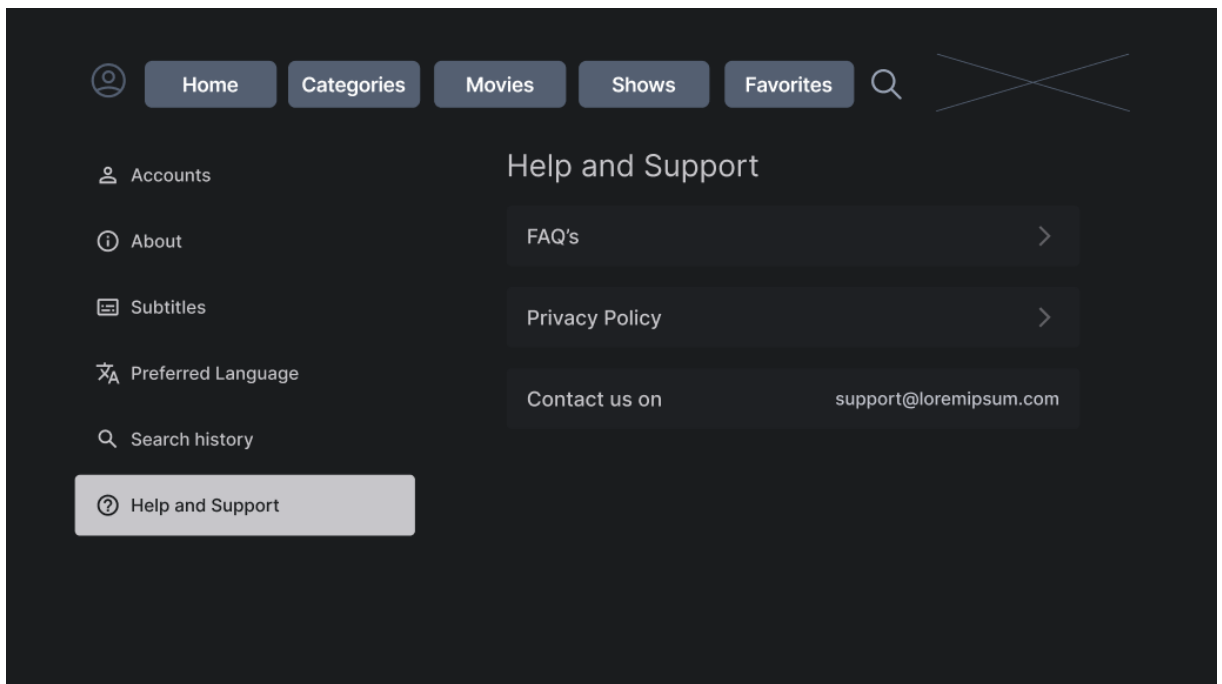 Home
Categories
Movies
Shows
Favorites
Accounts
About
Subtitles
Preferred Language
Search history
Help and Support
Help and Support
FAQ’s
Privacy Policy
Contact us on support@loremipsum.com